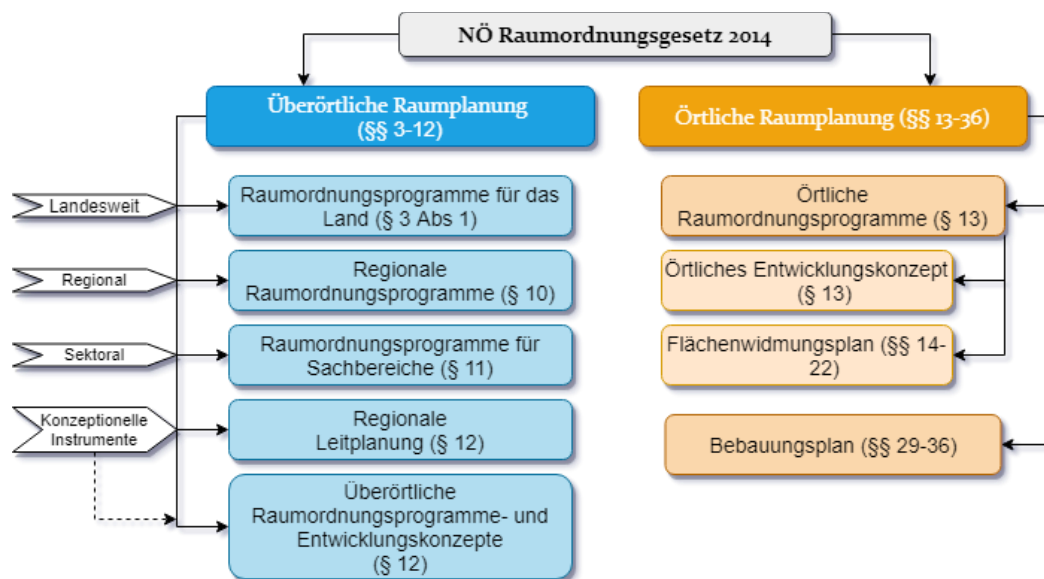 NÖ Raumordnungsgesetz 2014
Überörtliche Raumplanung
(§§ 3-12)
Örtliche Raumplanung (§§ 13-36)
Landesweit
Raumordnungsprogramme für das
Land (§ 3 Abs 1)
Regional
Regionale
Raumordnungsprogramme (§ 10)
Sektoral
Raumordnungsprogramme für
Sachbereiche (§ 11)
Konzeptionelle
Instrumente
Regionale
Leitplanung (§ 12)
Überörtliche
Raumordnungsprogramme- und
Entwicklungskonzepte
(§ 12)
Örtliche
Raumordnungsprogramme (§ 13)
Örtliches Entwicklungskonzept
(§ 13)
Flächenwidmungsplan (§§ 14-
22)
Bebauungsplan (§§ 29-36)